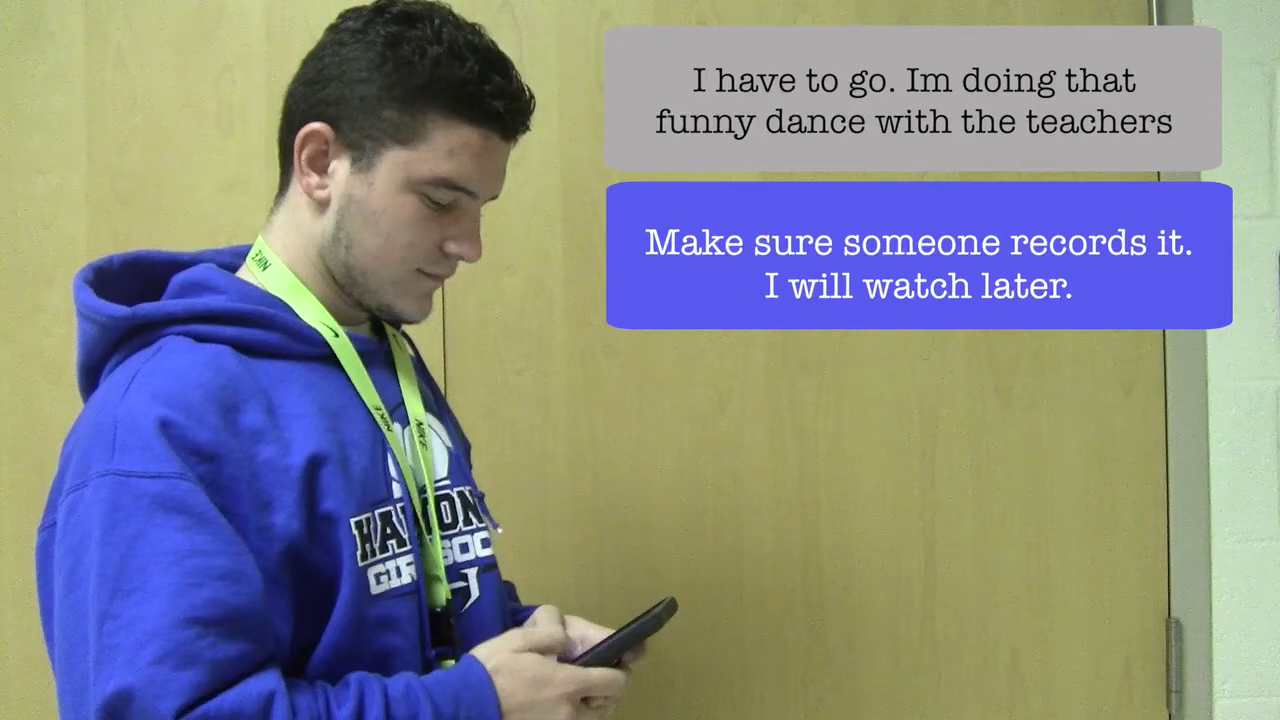 I have to go. Im doing that
funny dance with the teachers
Make sure someone records it.
I will watch later.
NIKE
NIKE
NIKE